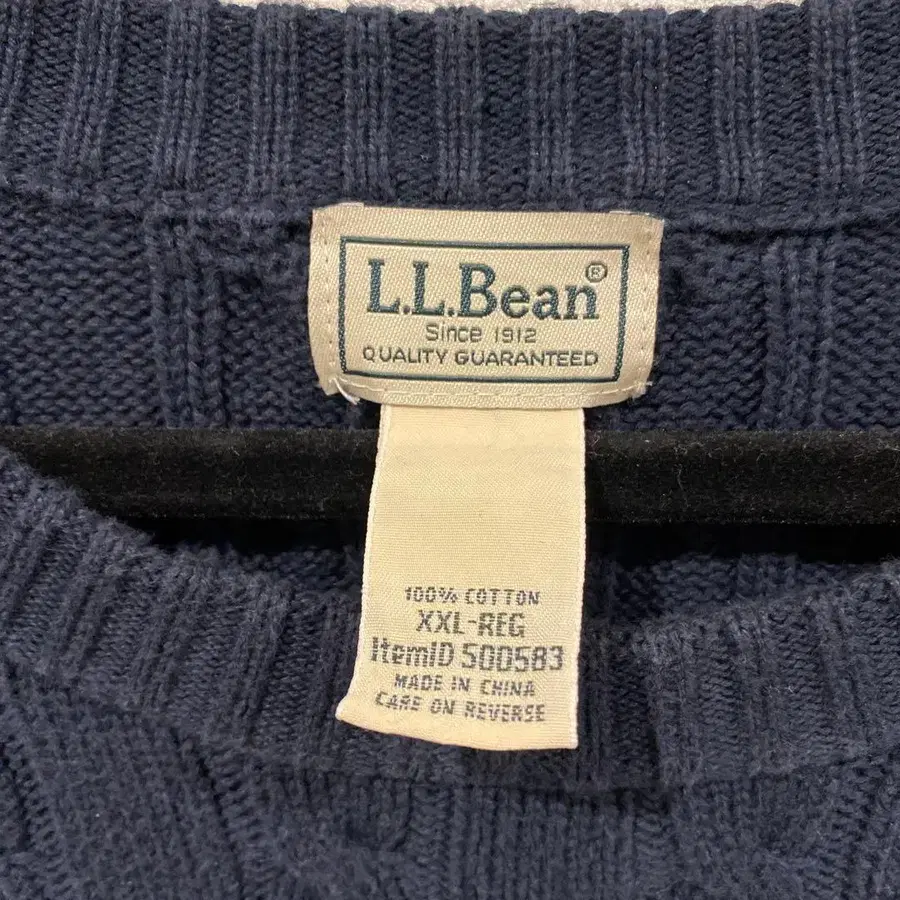 L.L.Bean®
Since 1912
QUALITY GUARANTEED
100% COTTON
XXL-REG
ItemID 500583
MADE IN CHINA
CARE ON REVERSE